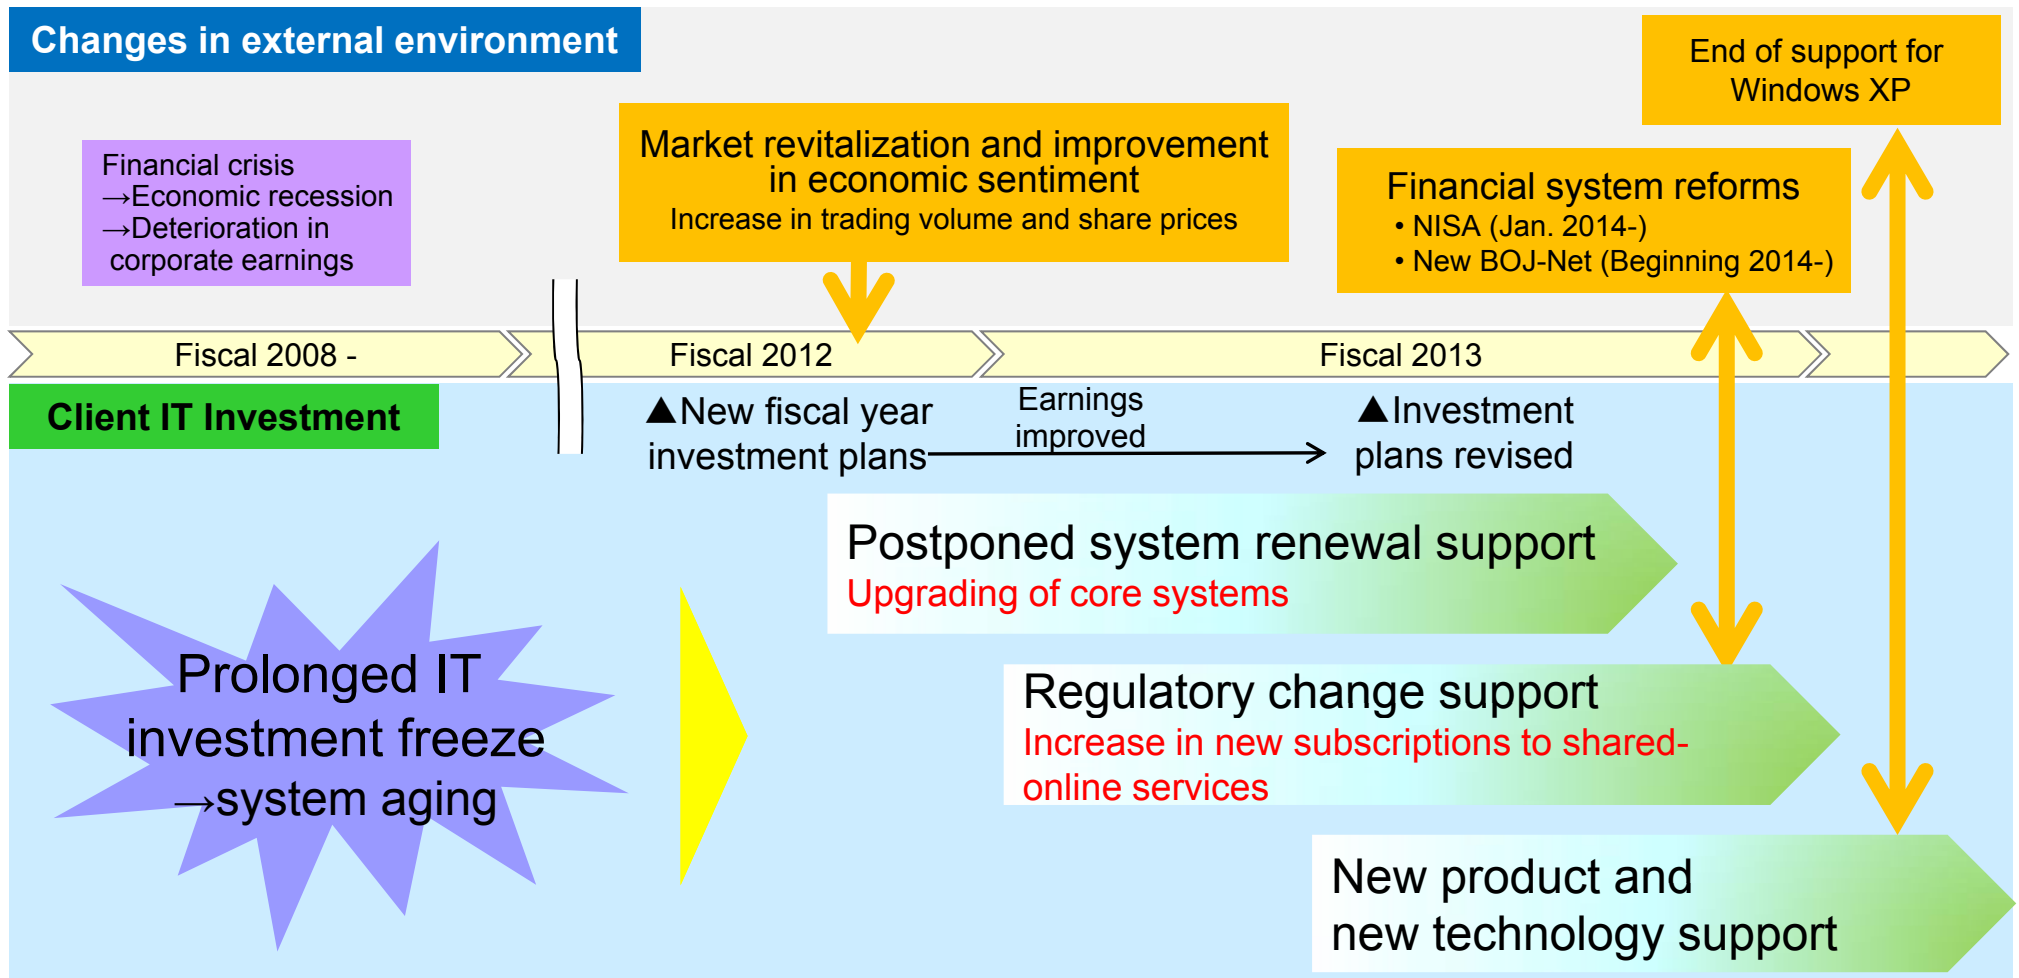 Changes in external environment
End of support for
Windows XP
Financial crisis
→Economic recession
→Deterioration in
corporate earnings
Market revitalization and improvement
in economic sentiment
Increase in trading volume and share prices
Financial system reforms
• NISA (Jan. 2014-)
• New BOJ-Net (Beginning 2014-)
Fiscal 2008 -
Fiscal 2012
Fiscal 2013
Client IT Investment
▲New fiscal year
investment plans
Earnings
improved
▲Investment
plans revised
Postponed system renewal support
Upgrading of core systems
Prolonged IT
investment freeze
→system aging
Regulatory change support
Increase in new subscriptions to shared-
online services
New product and
new technology support